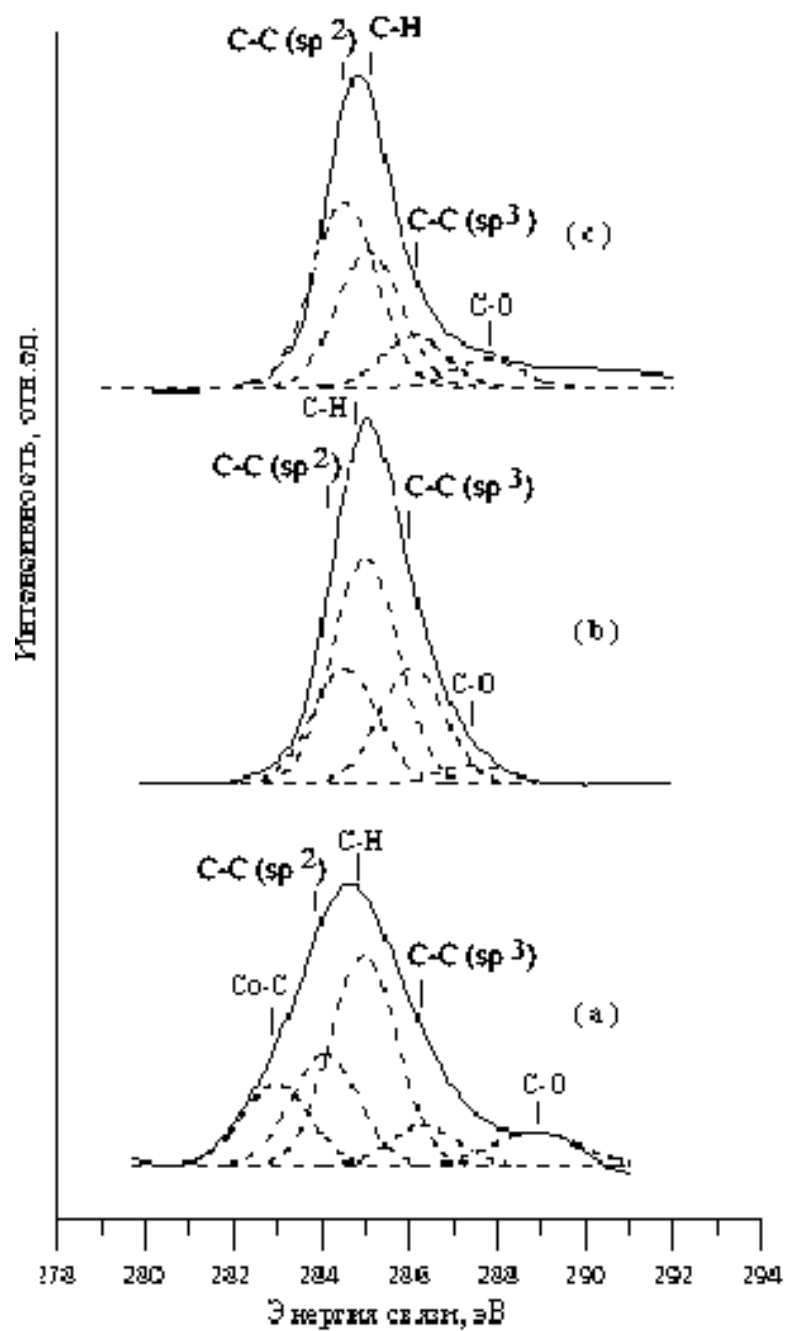 C-C (sp 2) C-H
C-C (sp 3)
(c)
C-O
C-H
C-C (sp 2)
C-C (sp 3)
(b)
C-O
C-H
C-C (sp 2)
C-C (sp 3)
Co-C
(a)
C-O
Интенсивность, отн.ед.
278 280 282 284 286 288 290 292 294
Энергия связи, эВ